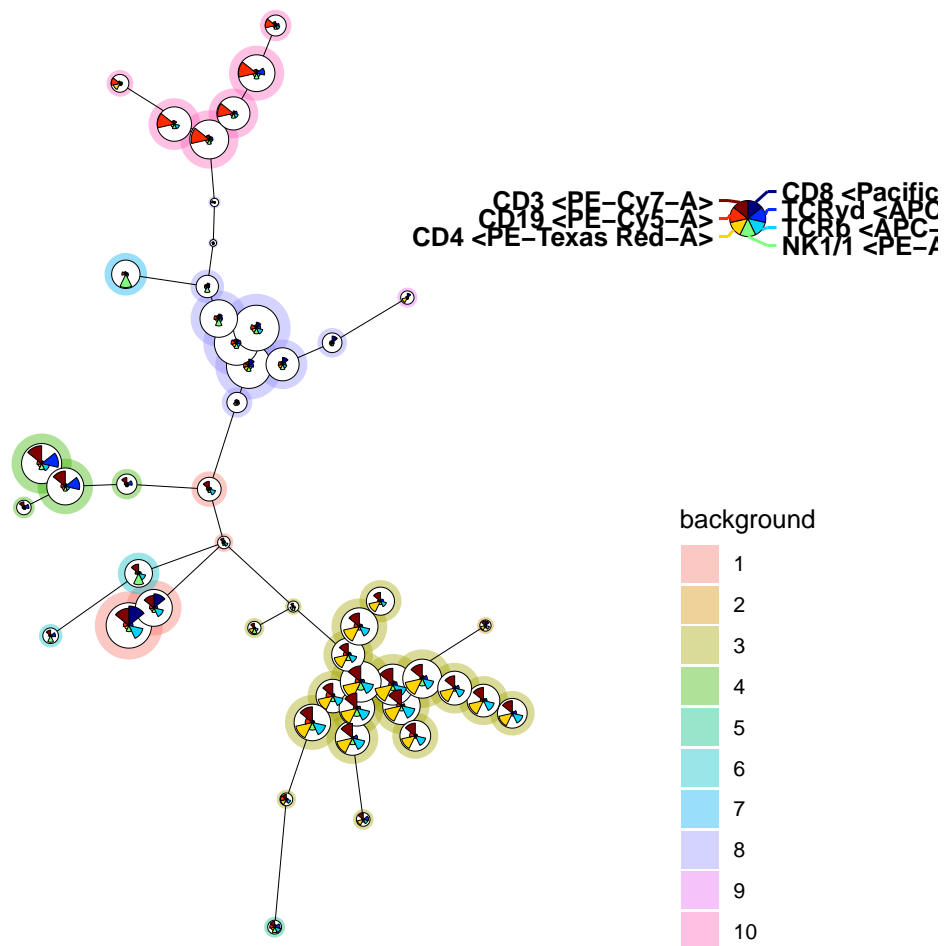 CD3 <PE-Cy7-A>
CD19 <PE-Cy5-A>
CD4 <PE-Texas Red-A>
CD8 <Pacific
TCRyd <APC
TCRb <APC-
NK1/1 <PE-A
background
1
2
3
4
5
6
7
8
9
10